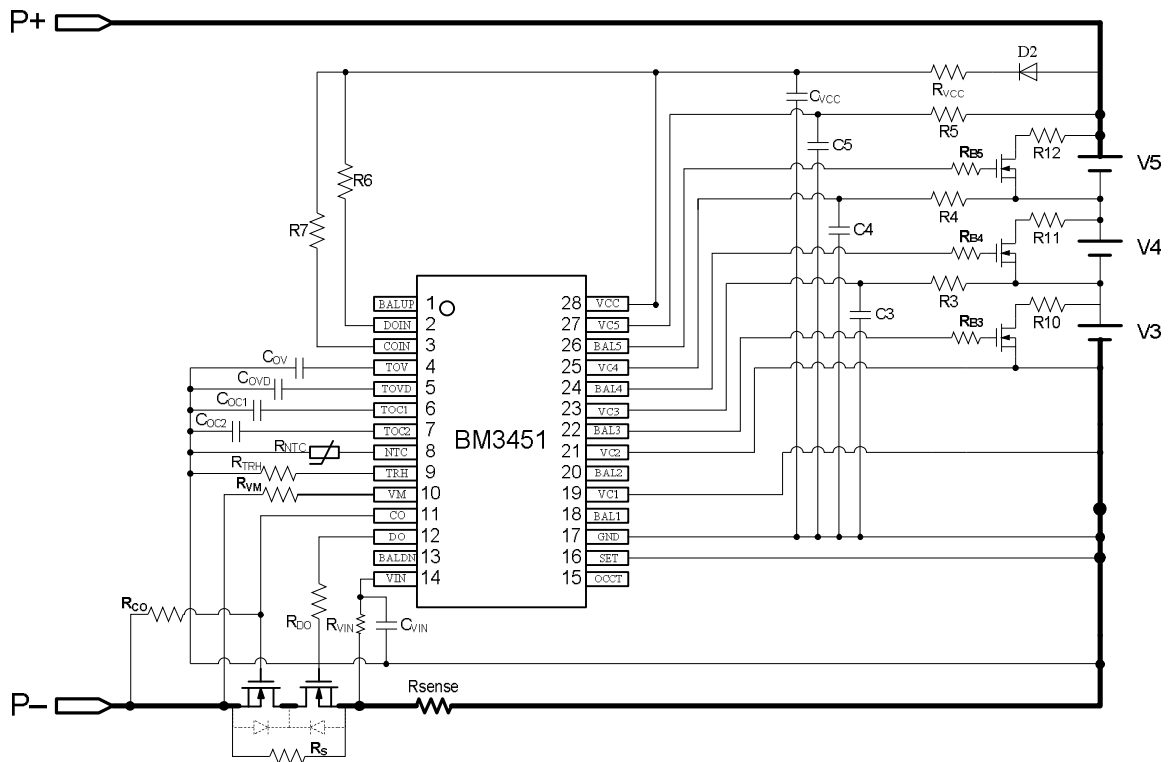 P+
D2
RVCC
CVCC
R5
C5
R12
RB5
V5
R6
R4
C4
R7
R11
RB4
V4
R3
C3
R10
RB3
V3
BM3451
BALUP 1
DOIN 2
COIN 3
COV TOV 4
COVD TOVD 5
COC1 TOC1 6
COC2 TOC2 7
RNTC NTC 8
RTRH TRH 9
RVM VM 10
CO 11
DO 12
BALDN 13
VIN 14
28 VCC
27 VC5
26 BAL5
25 VC4
24 BAL4
23 VC3
22 BAL3
21 VC2
20 BAL2
19 VC1
18 BAL1
17 GND
16 SET
15 OCCT
RCO
RDO
RVIN
CVIN
P−
Rsense
RS